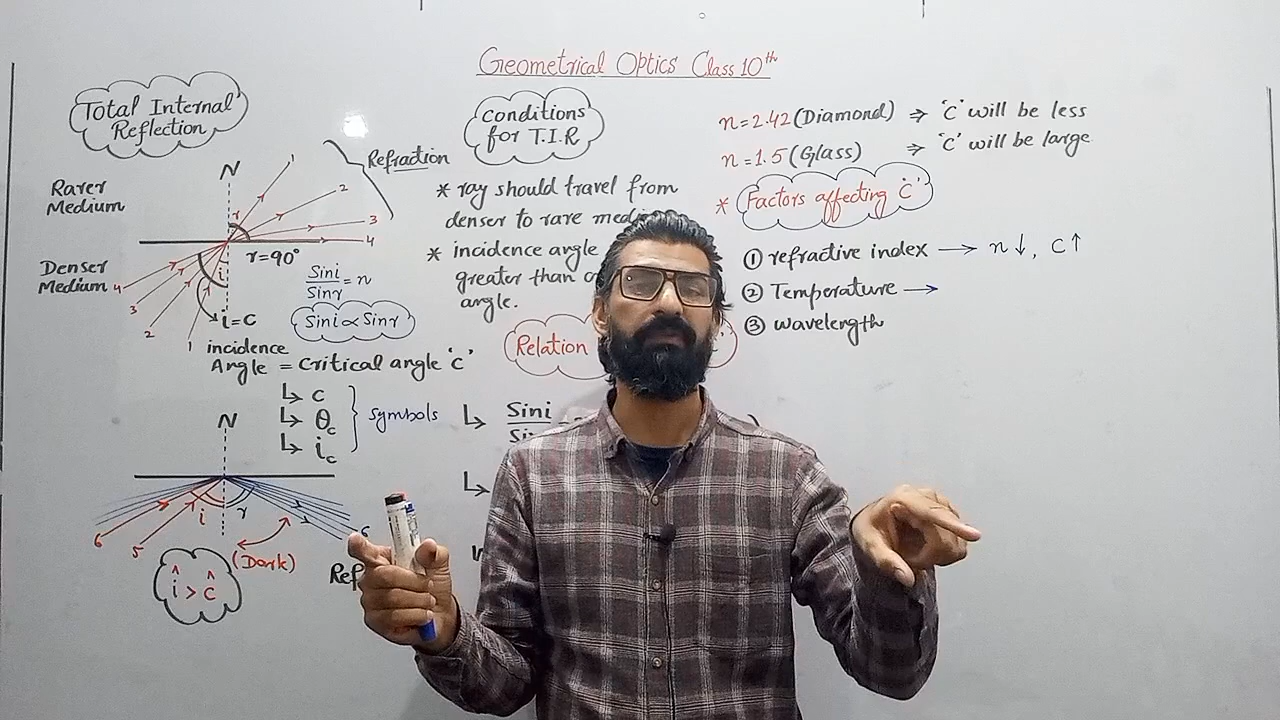 Geometrical Optics Class 10th
Total Internal
Reflection
N
Rarer
Medium
Denser
Medium
1
2
3
4
Refraction
r
r=90°
i
4
3
2
1
i=c
Sini/Sinr = n
Sini ∝ Sinr
incidence
Angle = Critical angle 'c'
↳ c
↳ θc
↳ ic
symbols
N
i
r
6
5
6
(Dark)
î > ĉ
Ref
conditions
for T.I.R
* ray should travel from
denser to rare
* incidence angle
greater than
angle.
Relation
↳ Sini
↳
n=2.42 (Diamond) ⇒ 'C' will be less
n=1.5 (Glass) ⇒ 'C' will be large
* Factors affecting 'c'
① refractive index → n↓, C↑
② Temperature →
③ wavelength